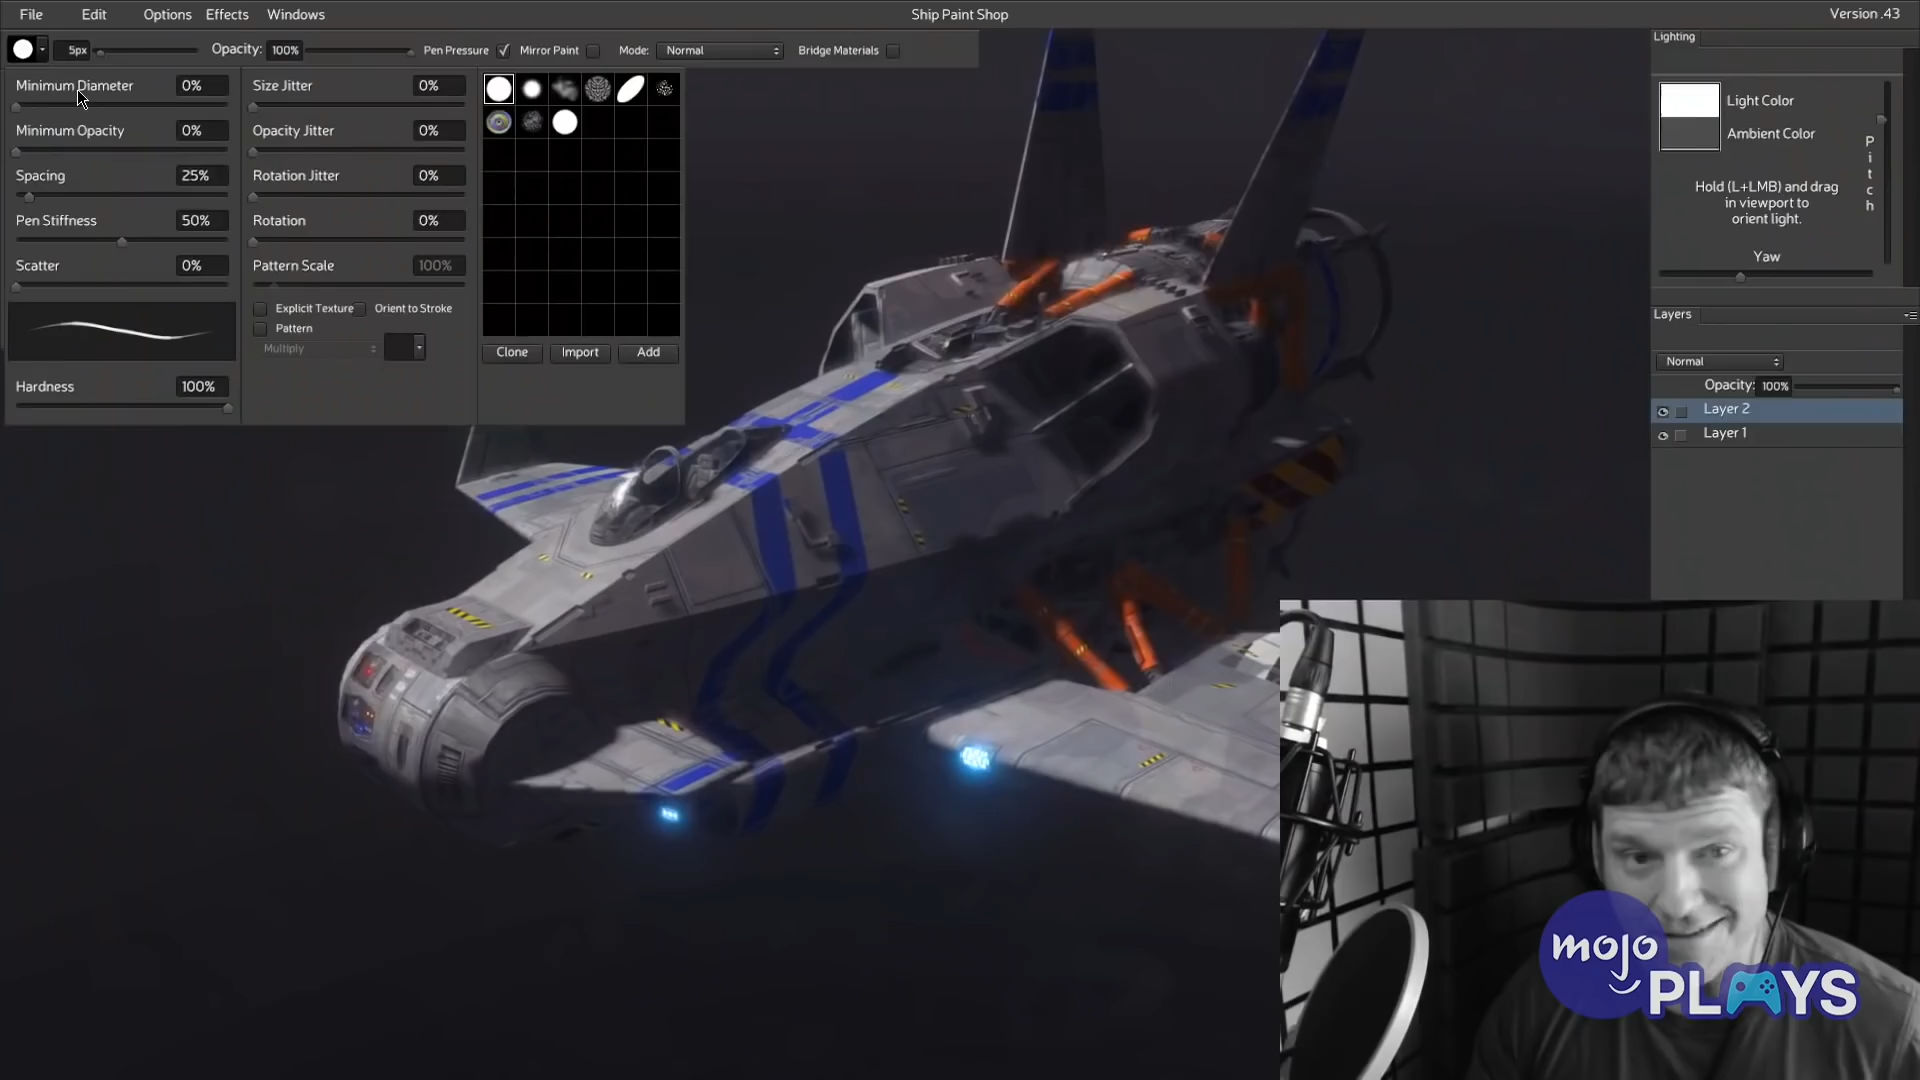 File Edit Options Effects Windows Ship Paint Shop Version .43
5px Opacity: 100% Pen Pressure Mirror Paint Mode: Normal Bridge Materials
Minimum Diameter 0% Size Jitter 0%
Minimum Opacity 0% Opacity Jitter 0%
Spacing 25% Rotation Jitter 0%
Pen Stiffness 50% Rotation 0%
Scatter 0% Pattern Scale 100%
Explicit Texture Orient to Stroke
Pattern
Multiply
Clone Import Add
Hardness 100%
Lighting
Light Color
Ambient Color
Pitch
Hold (L+LMB) and drag
in viewport to
orient light.
Yaw
Layers
Normal
Opacity: 100%
Layer 2
Layer 1
mojo
PLAYS